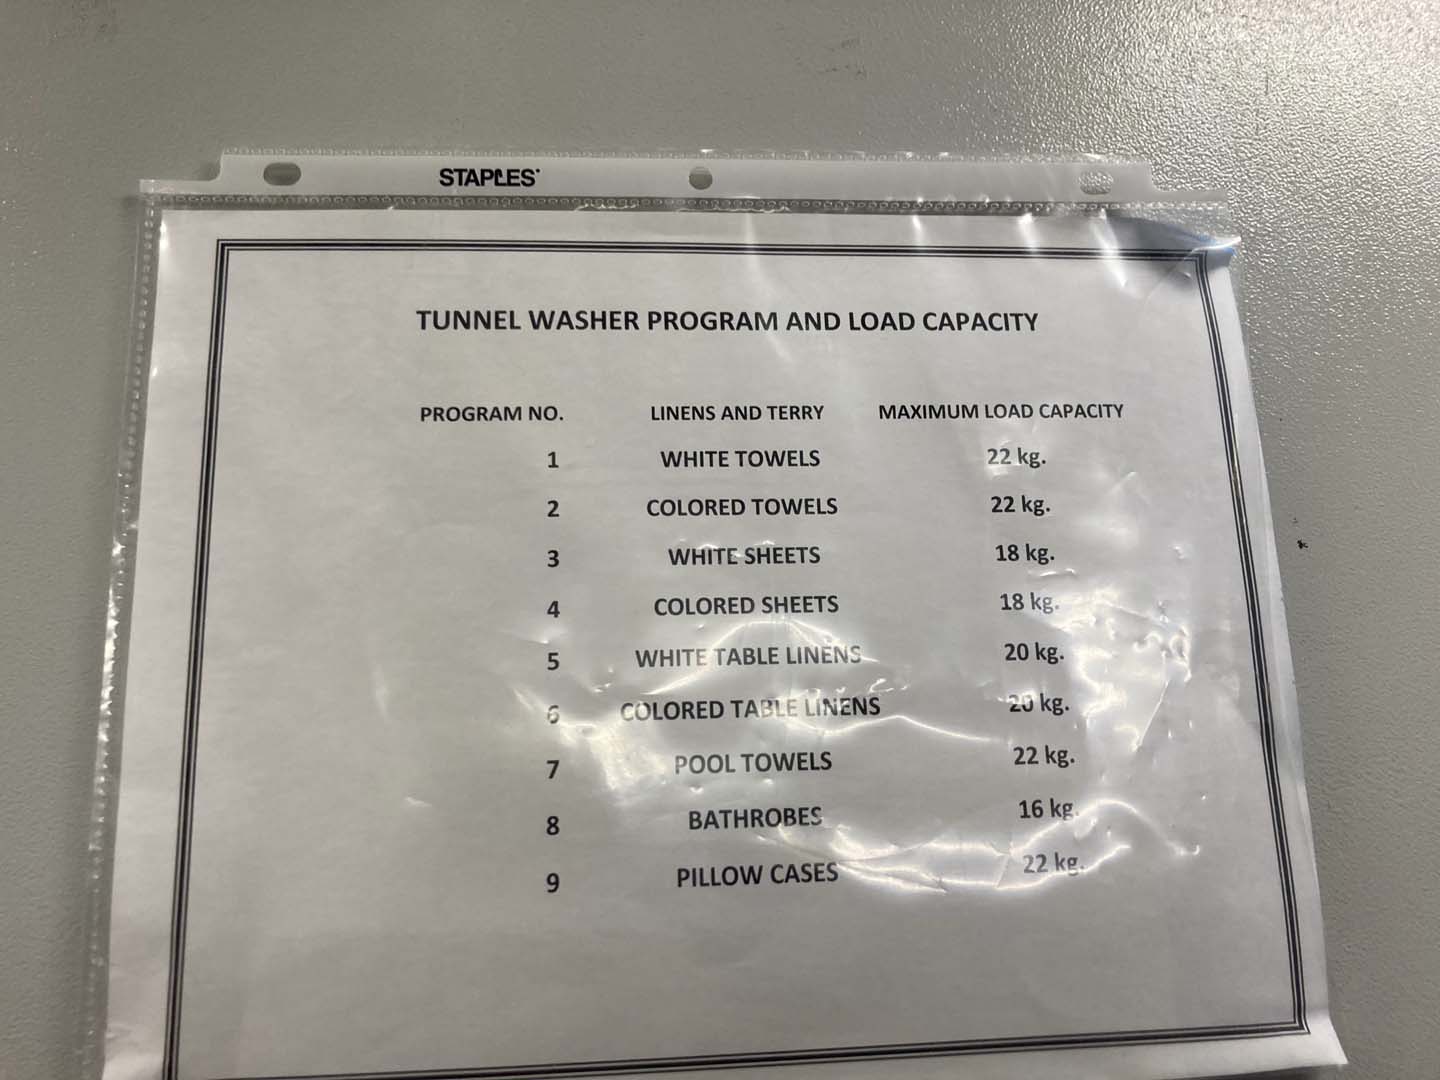 STAPLES
TUNNEL WASHER PROGRAM AND LOAD CAPACITY
PROGRAM NO. LINENS AND TERRY MAXIMUM LOAD CAPACITY
1 WHITE TOWELS 22 kg.
2 COLORED TOWELS 22 kg.
3 WHITE SHEETS 18 kg.
4 COLORED SHEETS 18 kg.
5 WHITE TABLE LINENS 20 kg.
6 COLORED TABLE LINENS 20 kg.
7 POOL TOWELS 22 kg.
8 BATHROBES 16 kg.
9 PILLOW CASES 22 kg.